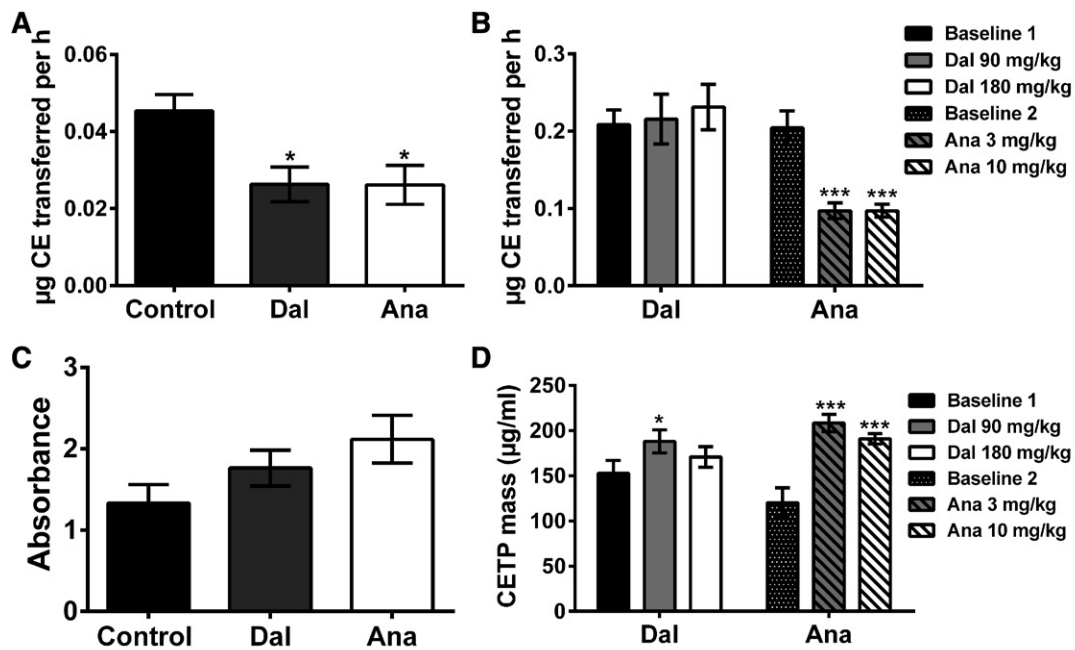 A
µg CE transferred per h
0.06
0.04
0.02
0.00
* *
Control Dal Ana
B
µg CE transferred per h
0.3
0.2
0.1
0.0
*** ***
Dal Ana
Baseline 1
Dal 90 mg/kg
Dal 180 mg/kg
Baseline 2
Ana 3 mg/kg
Ana 10 mg/kg
C
Absorbance
3
2
1
0
Control Dal Ana
D
CETP mass (µg/ml)
250
200
150
100
50
0
* *** ***
Dal Ana
Baseline 1
Dal 90 mg/kg
Dal 180 mg/kg
Baseline 2
Ana 3 mg/kg
Ana 10 mg/kg